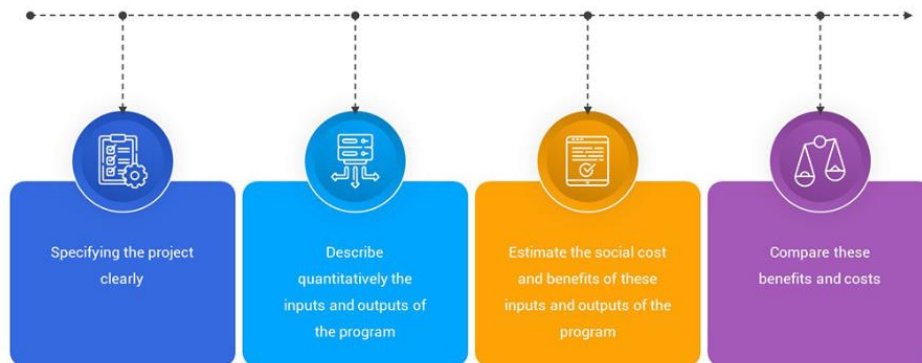 Specifying the project
clearly
Describe
quantitatively the
inputs and outputs of
the program
Estimate the social cost
and benefits of these
inputs and outputs of the
program
Compare these
benefits and costs